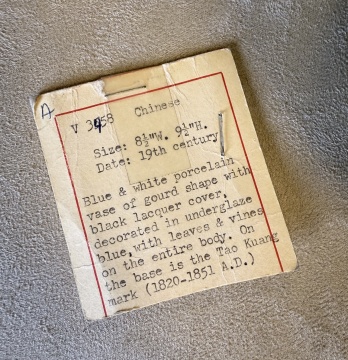 A
V 3458 Chinese
Size: 8½"W. 9½"H.
Date: 19th century
Blue & white porcelain
vase of gourd shape with
black lacquer cover,
decorated in underglaze
blue, with leaves & vines
on the entire body. On
the base is the Tao Kuang
mark (1820-1851 A.D.)